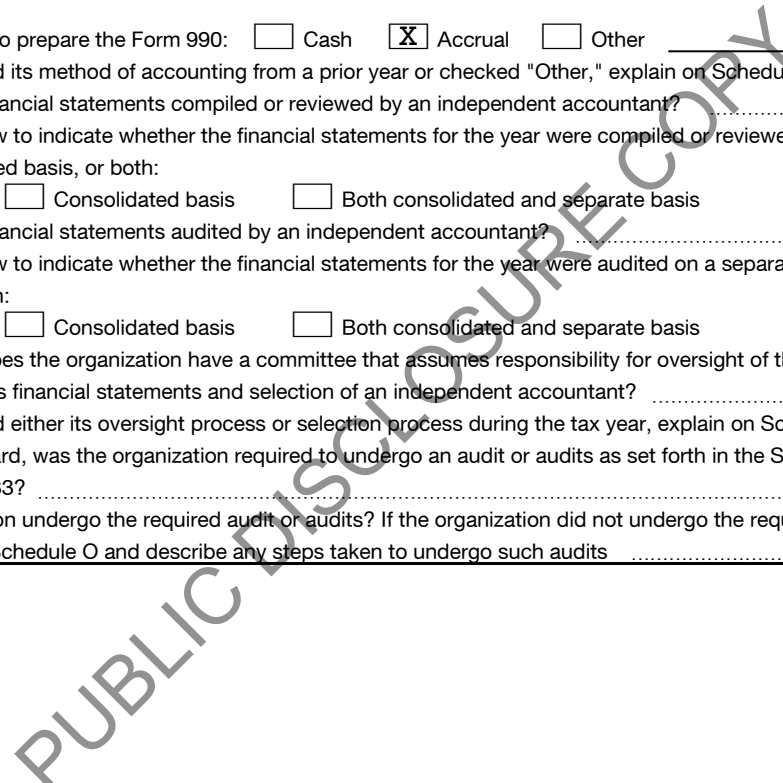 o prepare the Form 990: Cash X Accrual Other
d its method of accounting from a prior year or checked "Other," explain on Schedu
ancial statements compiled or reviewed by an independent accountant?
w to indicate whether the financial statements for the year were compiled or reviewe
ed basis, or both:
Consolidated basis Both consolidated and separate basis
ancial statements audited by an independent accountant?
w to indicate whether the financial statements for the year were audited on a separa
n:
Consolidated basis Both consolidated and separate basis
oes the organization have a committee that assumes responsibility for oversight of th
s financial statements and selection of an independent accountant?
d either its oversight process or selection process during the tax year, explain on Sc
ard, was the organization required to undergo an audit or audits as set forth in the S
33?
on undergo the required audit or audits? If the organization did not undergo the requ
Schedule O and describe any steps taken to undergo such audits
PUBLIC DISCLOSURE COPY